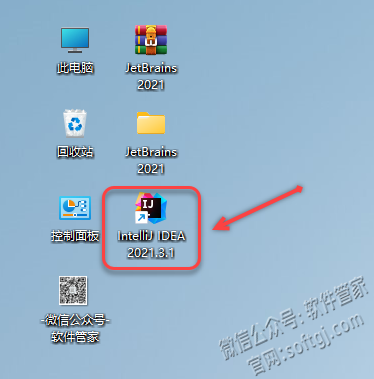 此电脑
JetBrains
2021
回收站
JetBrains
2021
控制面板
IJ
IntelliJ IDEA
2021.3.1
-微信公众号-
软件管家
微信公众号: 软件管家
官网:softgj.com